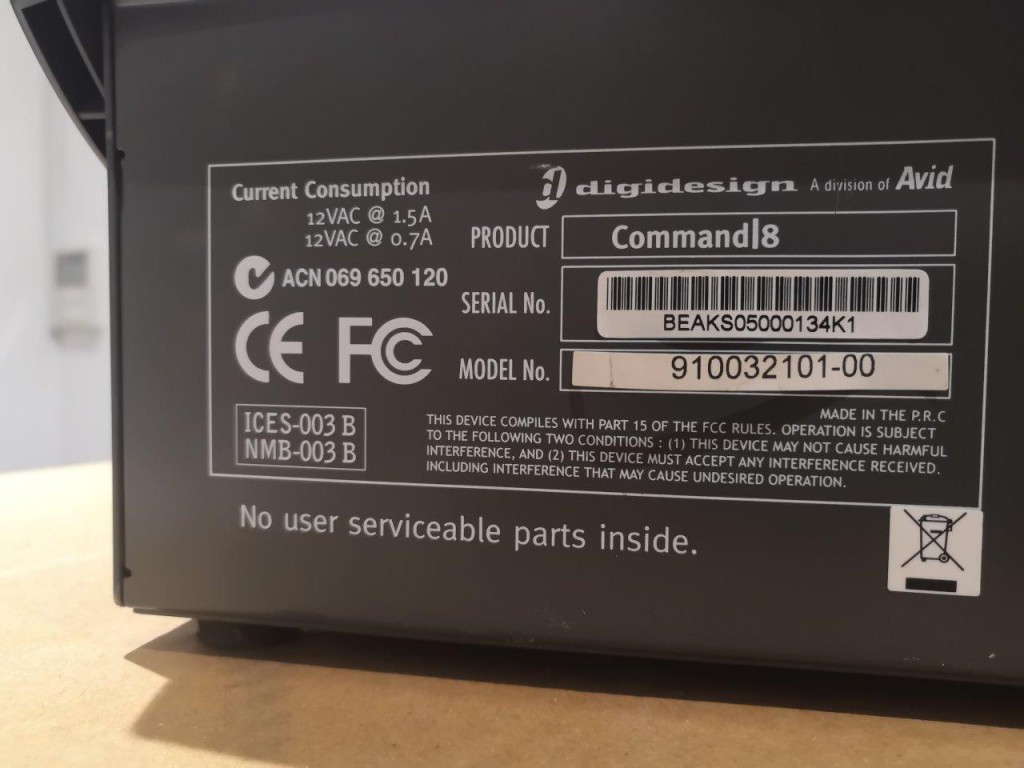 Current Consumption
12VAC @ 1.5A
12VAC @ 0.7A
ACN 069 650 120
CE FC
ICES-003 B
NMB-003 B
digidesign A division of Avid
PRODUCT Command|8
SERIAL No. BEAKS05000134K1
MODEL No. 910032101-00
MADE IN THE P.R.C
THIS DEVICE COMPILES WITH PART 15 OF THE FCC RULES. OPERATION IS SUBJECT
TO THE FOLLOWING TWO CONDITIONS : (1) THIS DEVICE MAY NOT CAUSE HARMFUL
INTERFERENCE, AND (2) THIS DEVICE MUST ACCEPT ANY INTERFERENCE RECEIVED.
INCLUDING INTERFERENCE THAT MAY CAUSE UNDESIRED OPERATION.
No user serviceable parts inside.